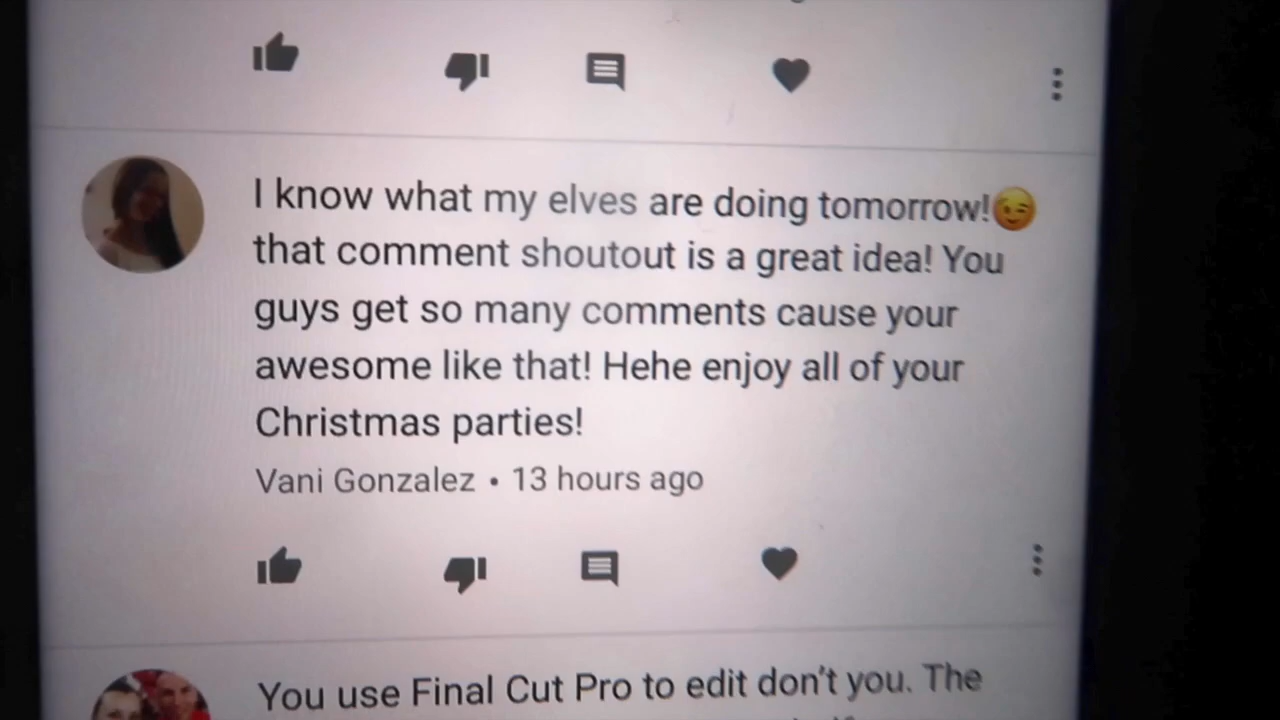 I know what my elves are doing tomorrow!😉
that comment shoutout is a great idea! You
guys get so many comments cause your
awesome like that! Hehe enjoy all of your
Christmas parties!
Vani Gonzalez • 13 hours ago
You use Final Cut Pro to edit don't you. The